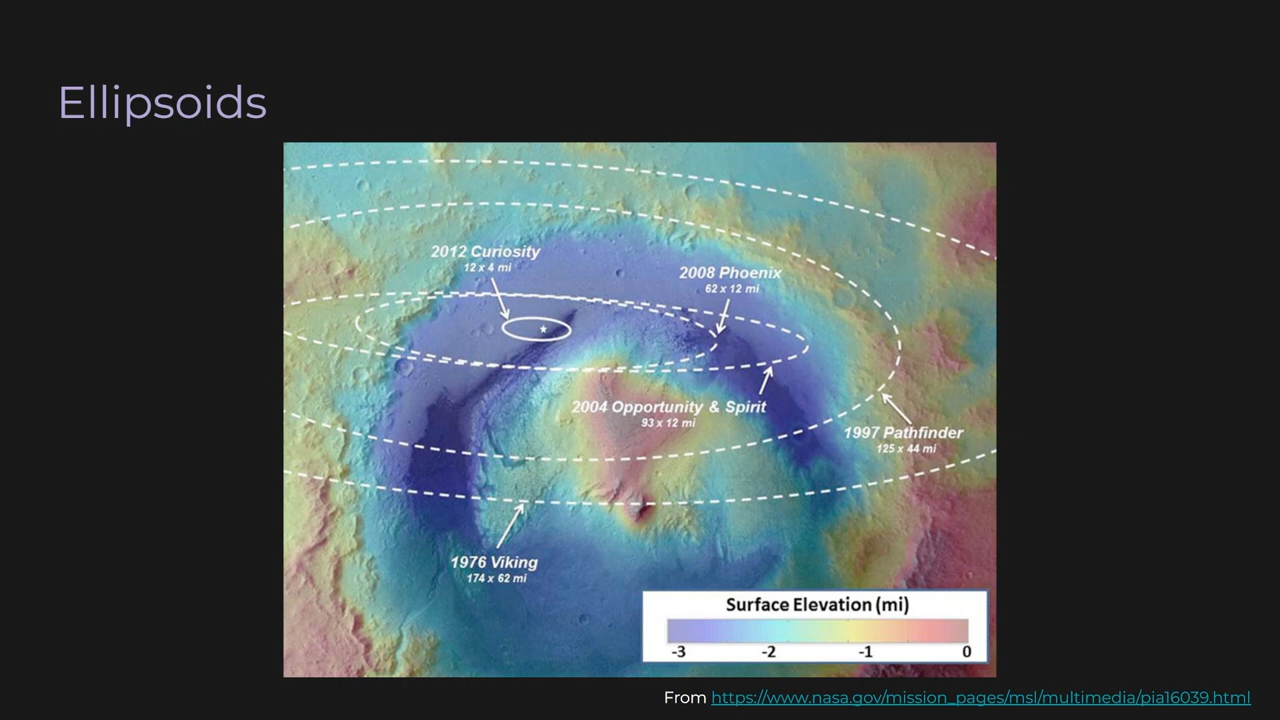 Ellipsoids
2012 Curiosity
12 x 4 mi
2008 Phoenix
62 x 12 mi
2004 Opportunity & Spirit
93 x 12 mi
1997 Pathfinder
125 x 44 mi
1976 Viking
174 x 62 mi
Surface Elevation (mi)
-3 -2 -1 0
From https://www.nasa.gov/mission_pages/msl/multimedia/pia16039.html